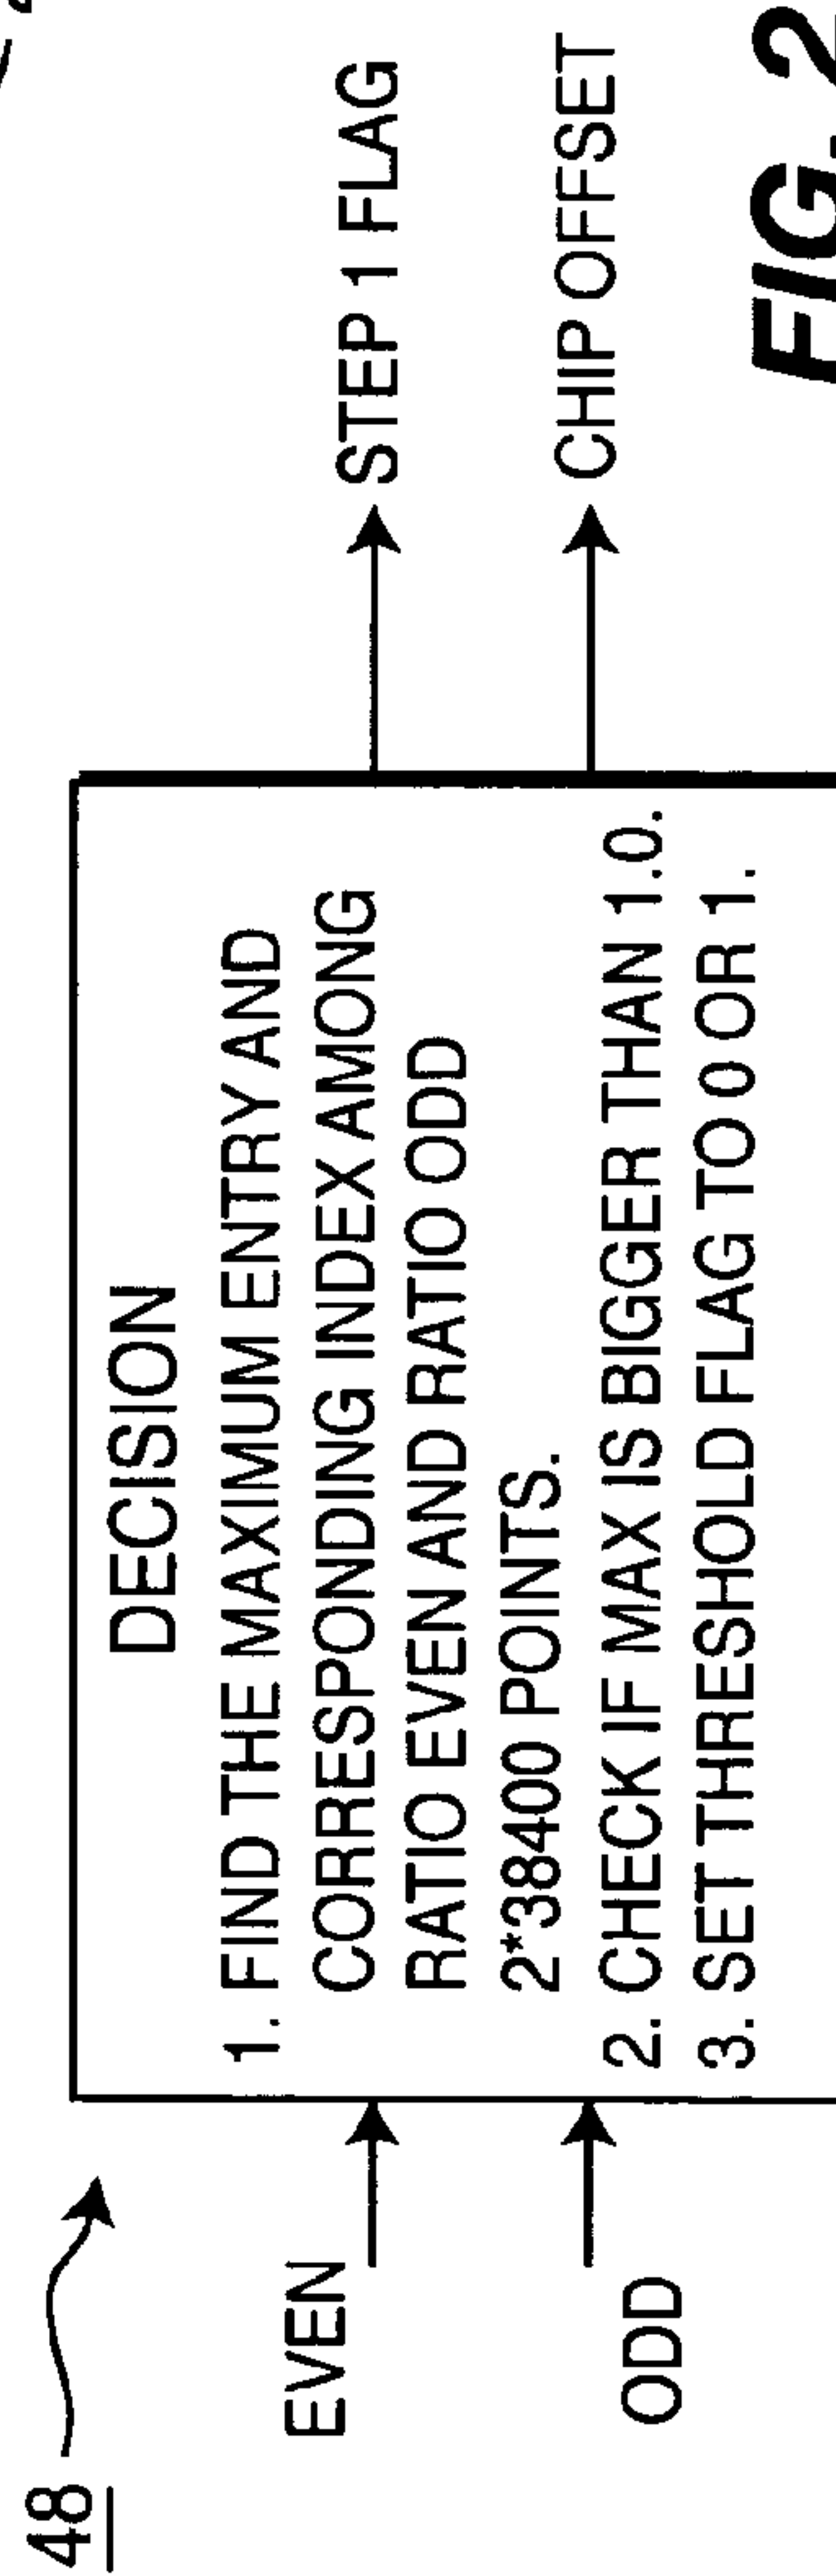 48
EVEN
ODD
DECISION
1. FIND THE MAXIMUM ENTRY AND
CORRESPONDING INDEX AMONG
RATIO EVEN AND RATIO ODD
2*38400 POINTS.
2. CHECK IF MAX IS BIGGER THAN 1.0.
3. SET THRESHOLD FLAG TO 0 OR 1.
STEP 1 FLAG
CHIP OFFSET
FIG. 2